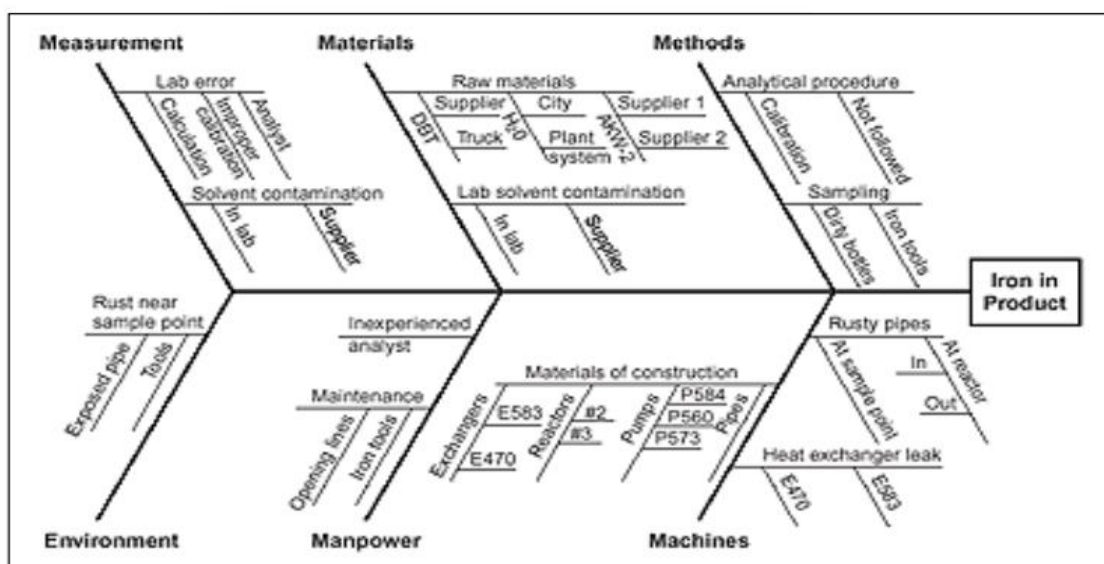 Measurement
Materials
Methods
Lab error
Calculation
Improper
calibration
Analyst
Solvent contamination
In lab
Supplier
Raw materials
DBT
Supplier
Truck
H20
City
Plant
system
AKW-2
Supplier 1
Supplier 2
Lab solvent contamination
In lab
Supplier
Analytical procedure
Calibration
Not followed
Sampling
Dirty bottles
Iron tools
Iron in
Product
Rust near
sample point
Exposed pipe
Tools
Inexperienced
analyst
Maintenance
Opening lines
Iron tools
Materials of construction
Exchangers
E583
E470
Reactors
#2
#3
Pumps
P584
P560
P573
Pipes
Rusty pipes
At sample point
At reactor
In
Out
Heat exchanger leak
E470
E583
Environment
Manpower
Machines